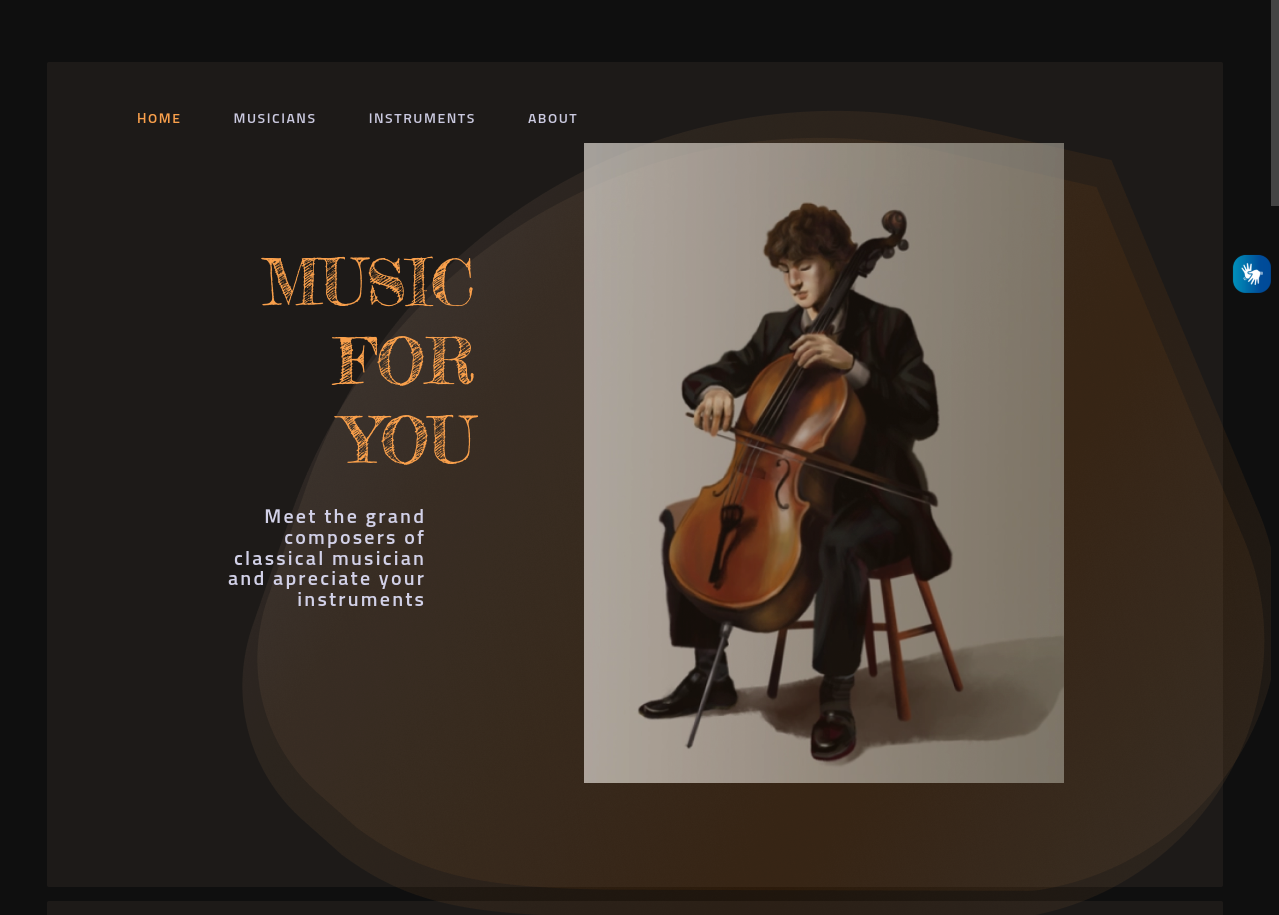 HOME MUSICIANS INSTRUMENTS ABOUT
MUSIC
FOR
YOU
Meet the grand
composers of
classical musician
and apreciate your
instruments